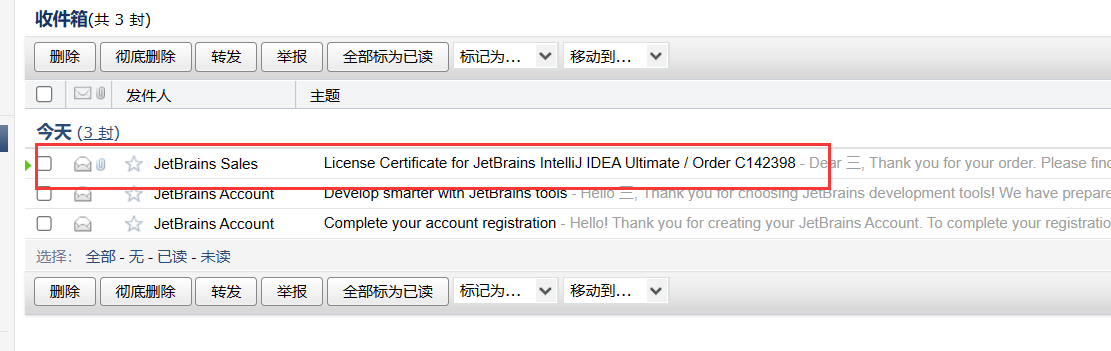 收件箱(共 3 封)
删除 彻底删除 转发 举报 全部标为已读 标记为... 移动到...
发件人 主题
今天 (3 封)
JetBrains Sales License Certificate for JetBrains IntelliJ IDEA Ultimate / Order C142398 - Dear 三, Thank you for your order. Please find
JetBrains Account Develop smarter with JetBrains tools - Hello 三, Thank you for choosing JetBrains development tools! We have prepare
JetBrains Account Complete your account registration - Hello! Thank you for creating your JetBrains Account. To complete your registratio
选择： 全部 - 无 - 已读 - 未读
删除 彻底删除 转发 举报 全部标为已读 标记为... 移动到...